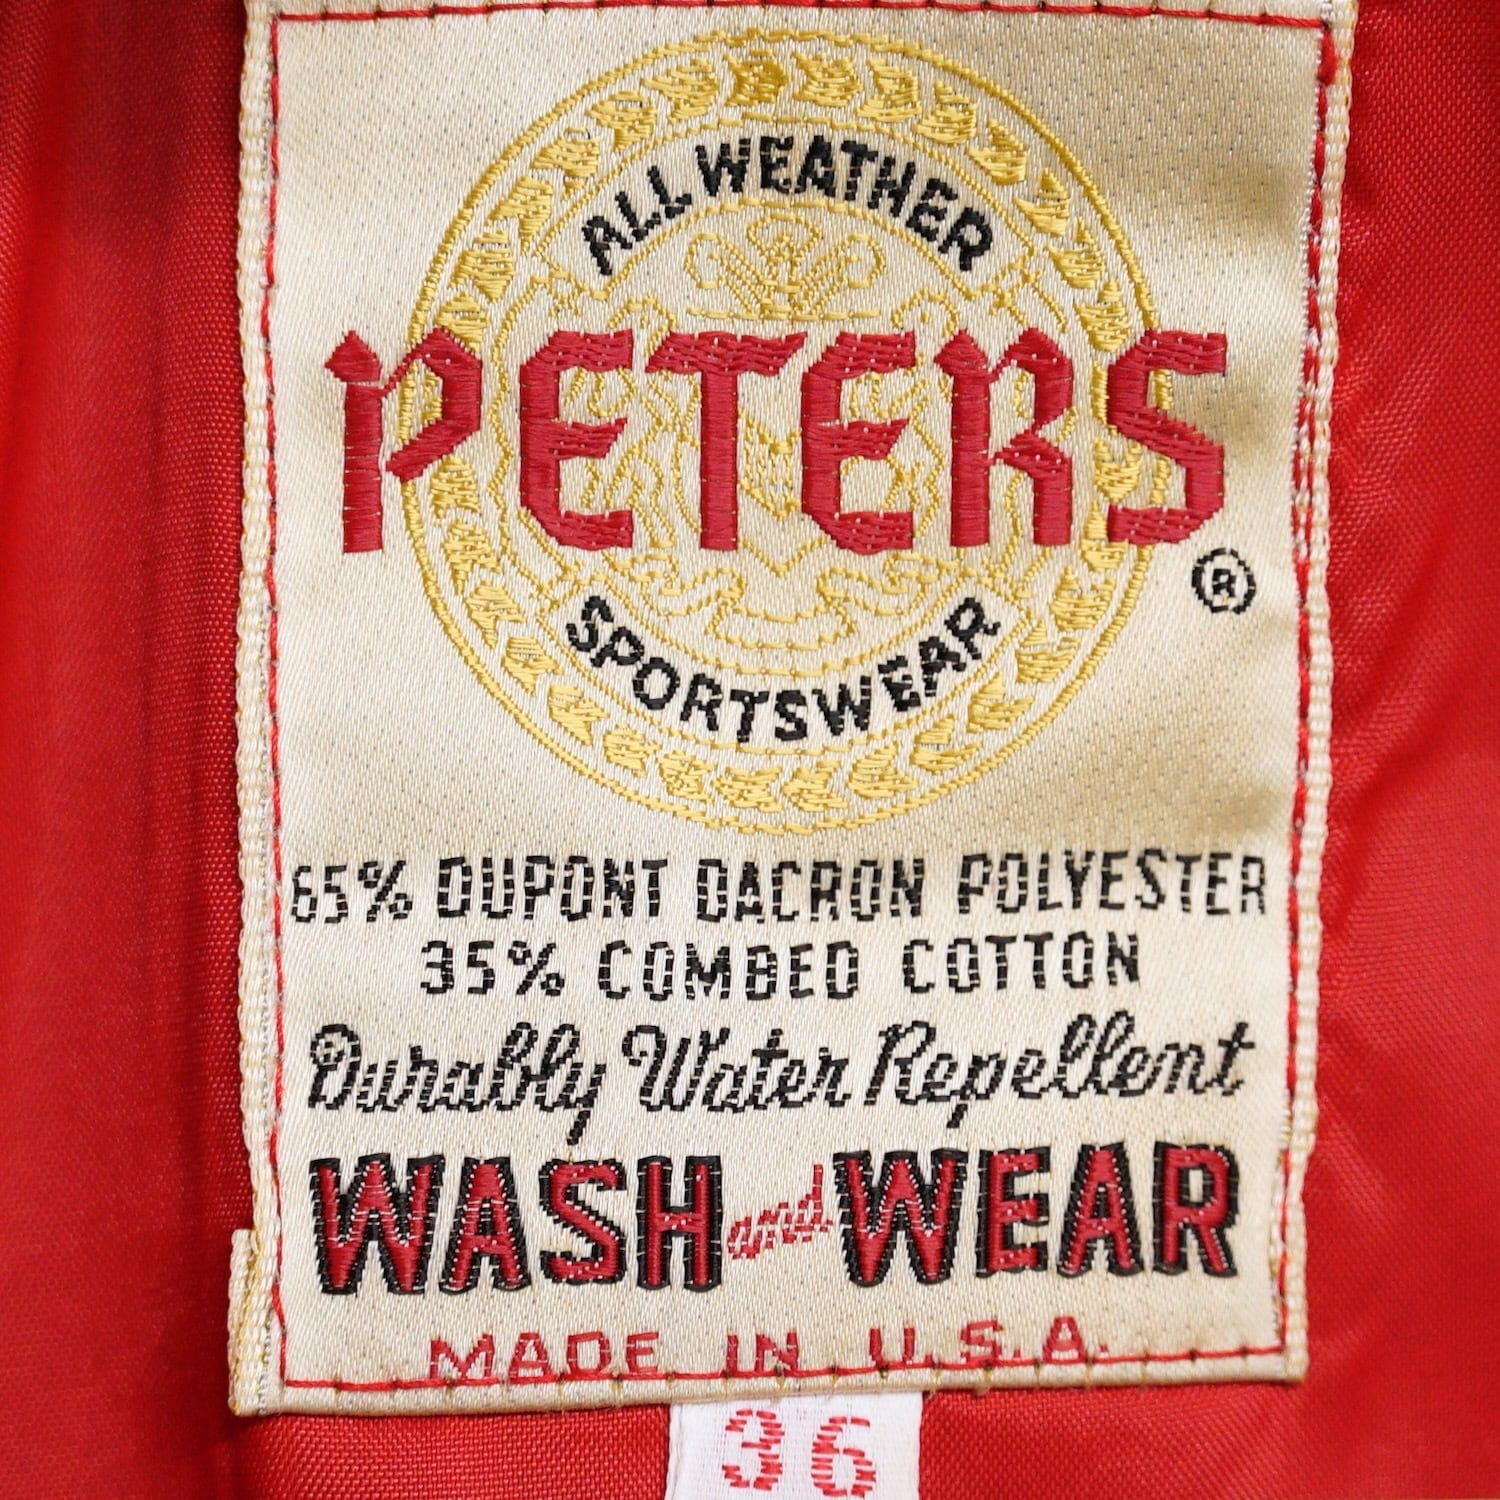 ALL WEATHER
PETERS
®
SPORTSWEAR
65% DUPONT DACRON POLYESTER
35% COMBED COTTON
Durably Water Repellent
WASH and WEAR
MADE IN U.S.A.
36